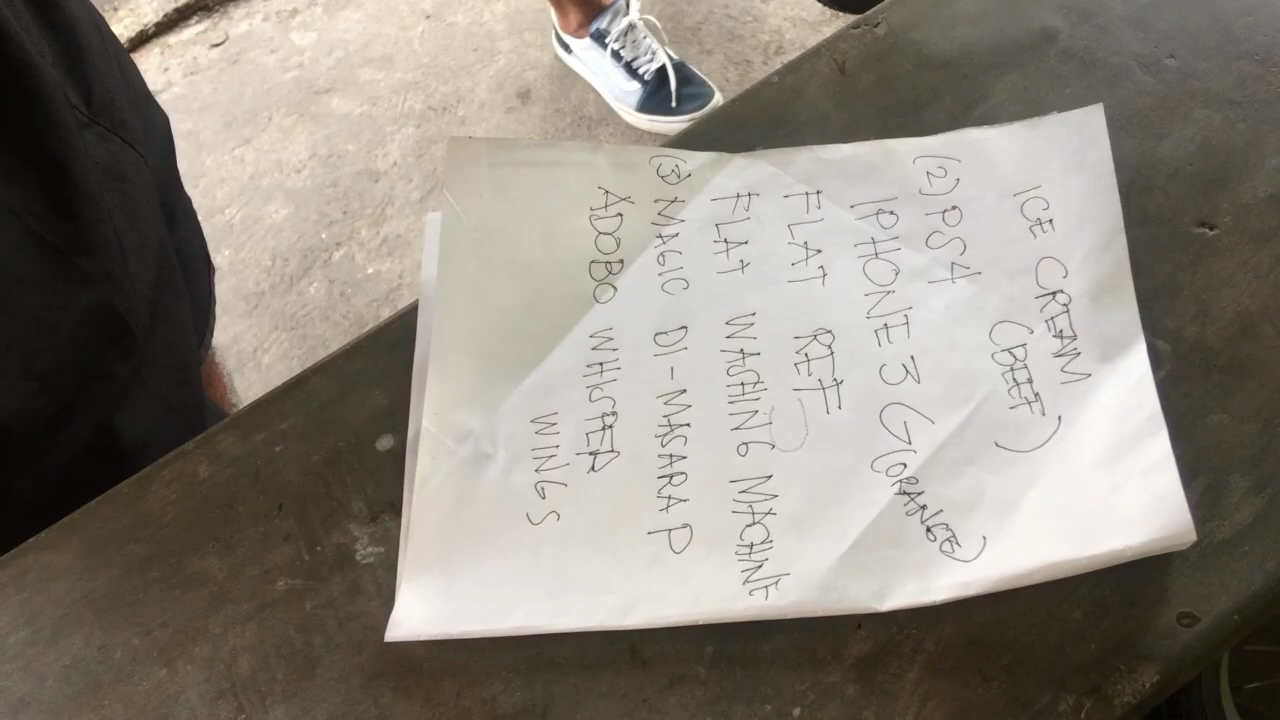 ICE CREAM
(BEEF)
(2) PS4
IPHONE 3G (ORANGE)
FLAT REF
FLAT WASHING MACHINE
(3) MAGIC DI-MASARAP
ADOBO WHISPER
WINGS